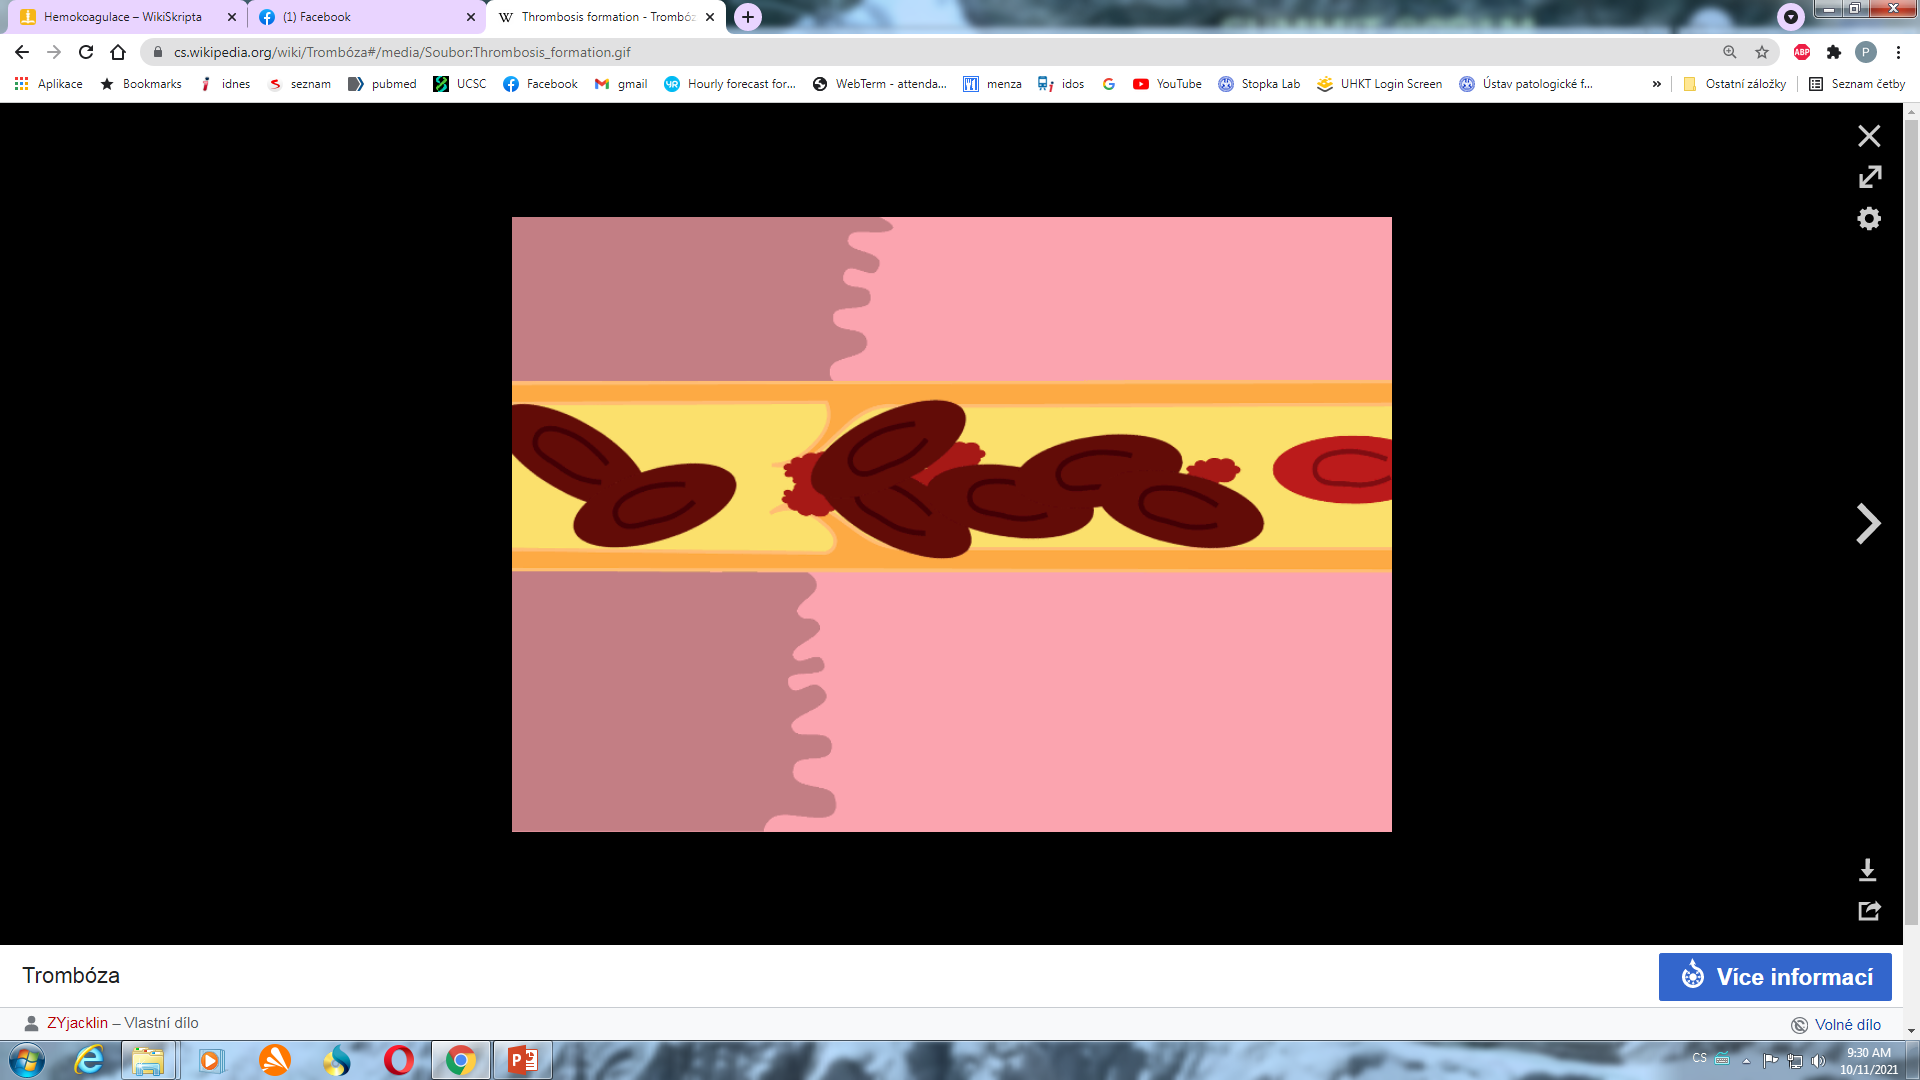 Hemokoagulace – WikiSkripta
(1) Facebook
Thrombosis formation - Trombóz
cs.wikipedia.org/wiki/Trombóza#/media/Soubor:Thrombosis_formation.gif
ABP
P
Aplikace
Bookmarks
idnes
seznam
pubmed
UCSC
Facebook
gmail
Hourly forecast for...
WebTerm - attenda...
menza
idos
YouTube
Stopka Lab
UHKT Login Screen
Ústav patologické f...
»
Ostatní záložky
Seznam četby
Trombóza
Více informací
ZYjacklin – Vlastní dílo
Volné dílo
CS
9:30 AM
10/11/2021